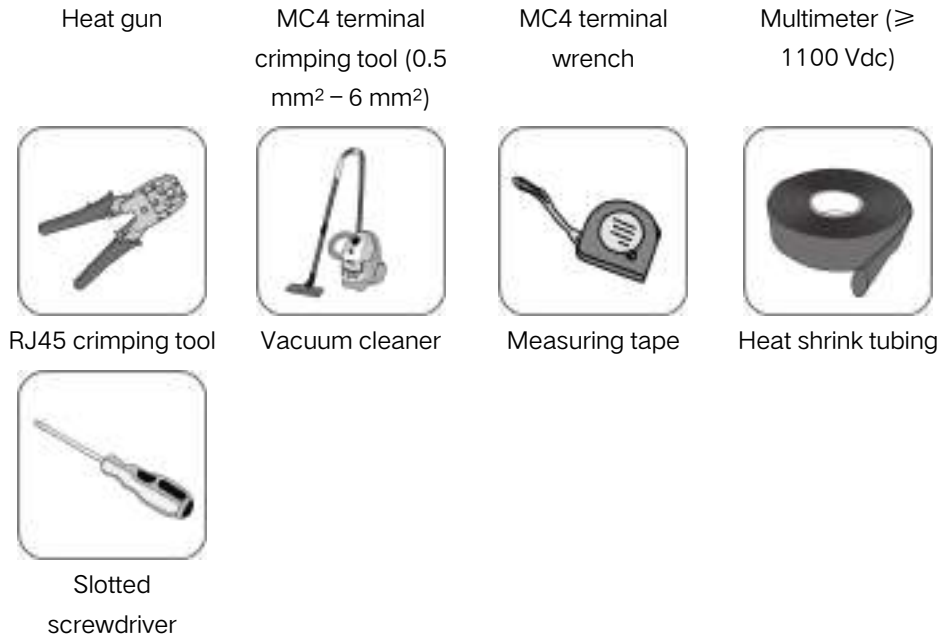 Heat gun
MC4 terminal
crimping tool (0.5
mm² – 6 mm²)
MC4 terminal
wrench
Multimeter (≥
1100 Vdc)
RJ45 crimping tool
Vacuum cleaner
Measuring tape
Heat shrink tubing
Slotted
screwdriver